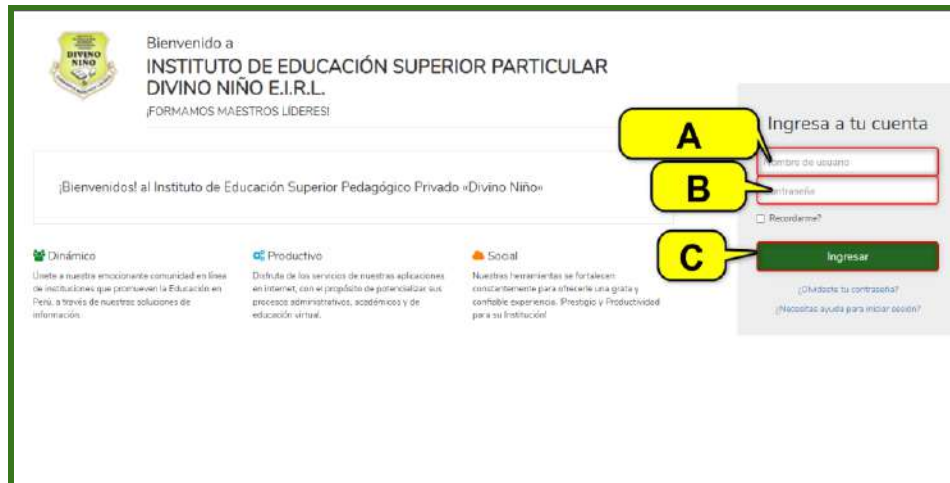 DIVINO
NIÑO
Bienvenido a
INSTITUTO DE EDUCACIÓN SUPERIOR PARTICULAR
DIVINO NIÑO E.I.R.L.
¡FORMAMOS MAESTROS LÍDERES!
¡Bienvenidos! al Instituto de Educación Superior Pedagógico Privado «Divino Niño»
Dinámico
Únete a nuestra emocionante comunidad en línea
de instituciones que promueven la Educación en
Perú, a través de nuestras soluciones de
información.
Productivo
Disfruta de los servicios de nuestras aplicaciones
en internet, con el propósito de potencializar sus
procesos administrativos, académicos y de
educación virtual.
Social
Nuestras herramientas se fortalecen
constantemente para ofrecerle una grata y
confiable experiencia. ¡Prestigio y Productividad
para su Institución!
Ingresa a tu cuenta
A
Nombre de usuario
B
Contraseña
Recordarme?
C
Ingresar
¿Olvidaste tu contraseña?
¿Necesitas ayuda para iniciar sesión?